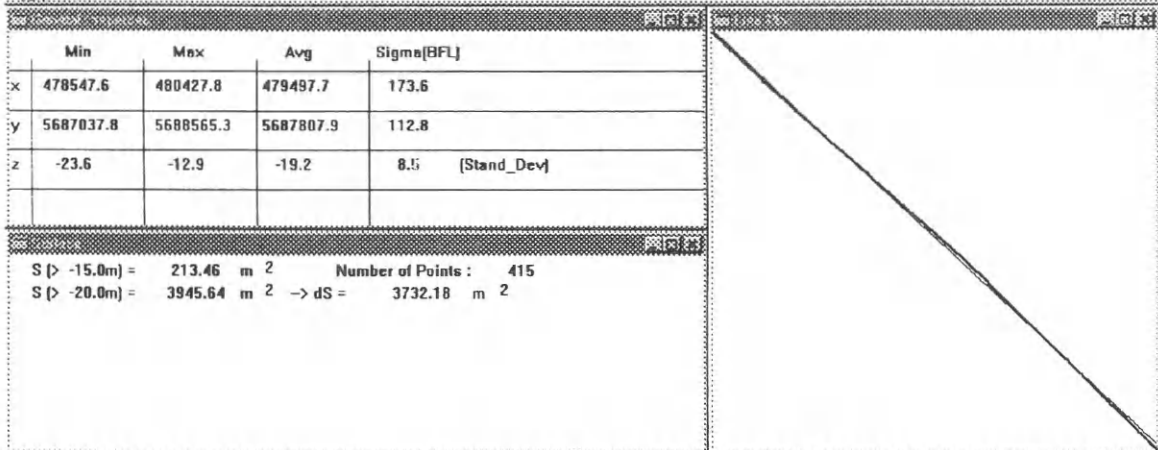 Min Max Avg Sigma(BFL)
x 478547.6 480427.8 479497.7 173.6
y 5687037.8 5688565.3 5687807.9 112.8
z -23.6 -12.9 -19.2 8.5 (Stand_Dev)
S (> -15.0m) = 213.46 m 2 Number of Points : 415
S (> -20.0m) = 3945.64 m 2 -> dS = 3732.18 m 2